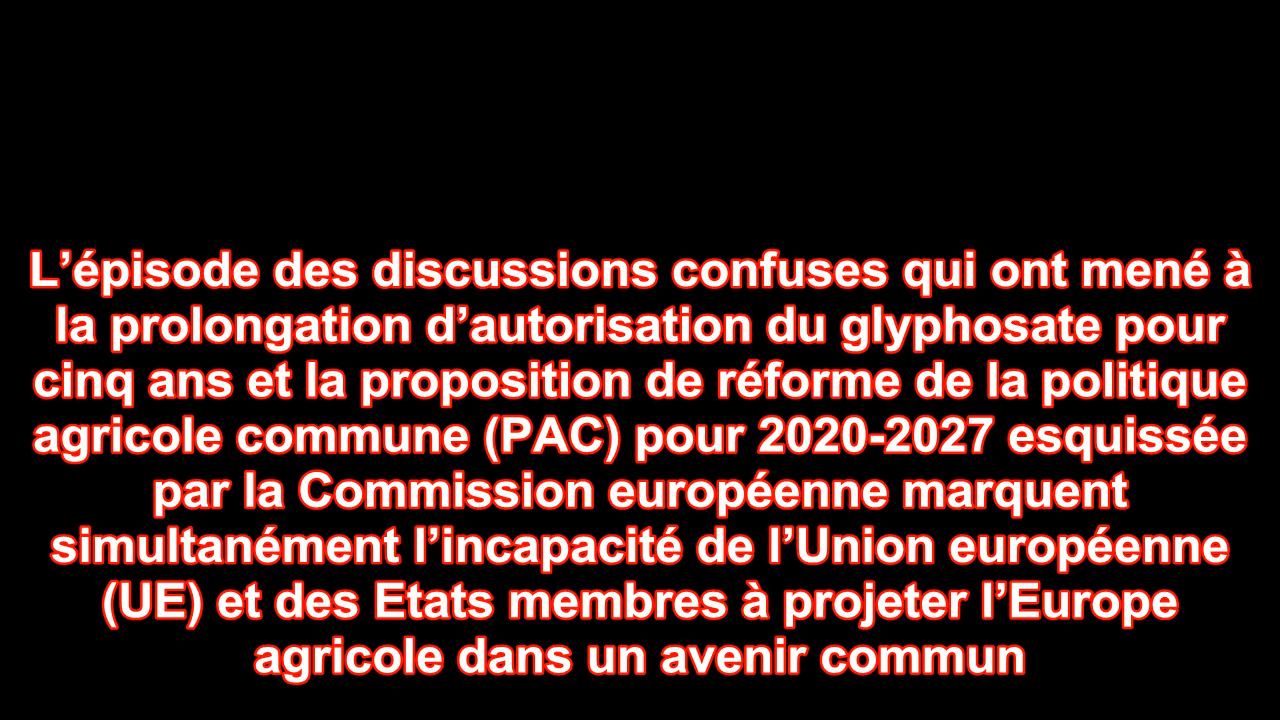 L’épisode des discussions confuses qui ont mené à
la prolongation d’autorisation du glyphosate pour
cinq ans et la proposition de réforme de la politique
agricole commune (PAC) pour 2020-2027 esquissée
par la Commission européenne marquent
simultanément l’incapacité de l’Union européenne
(UE) et des Etats membres à projeter l’Europe
agricole dans un avenir commun